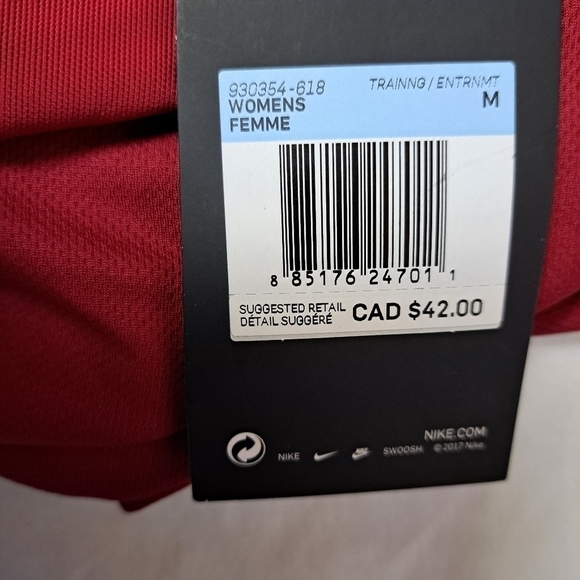 930354-618 TRAINNG / ENTRNMT
WOMENS M
FEMME
8 85176 24701 1
SUGGESTED RETAIL CAD $42.00
DÉTAIL SUGGÉRÉ
NIKE.COM
NIKE SWOOSH © 2017 Nike.